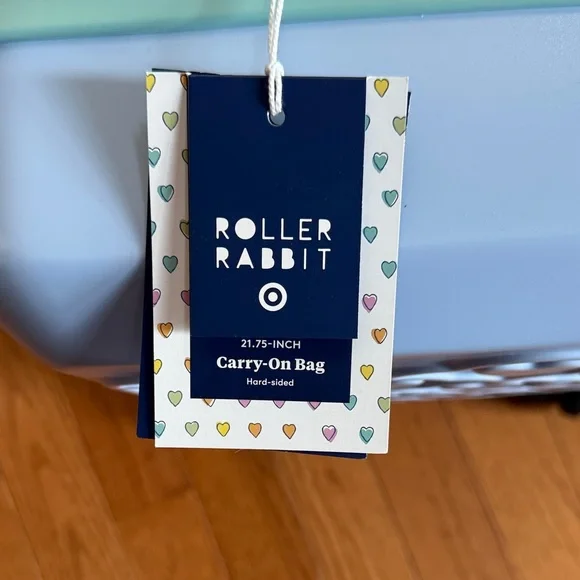 ROLLER
RABBIT
21.75-INCH
Carry-On Bag
Hard-sided